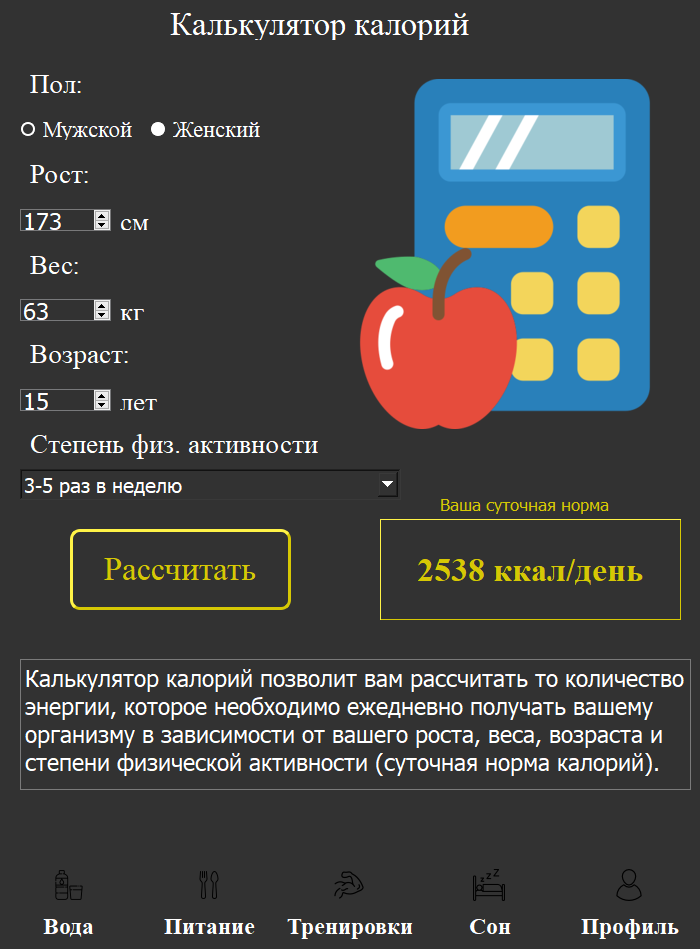 Калькулятор калорий
Пол:
Мужской Женский
Рост:
173 см
Вес:
63 кг
Возраст:
15 лет
Степень физ. активности
3-5 раз в неделю
Ваша суточная норма
Рассчитать
2538 ккал/день
Калькулятор калорий позволит вам рассчитать то количество
энергии, которое необходимо ежедневно получать вашему
организму в зависимости от вашего роста, веса, возраста и
степени физической активности (суточная норма калорий).
Вода Питание Тренировки Сон Профиль